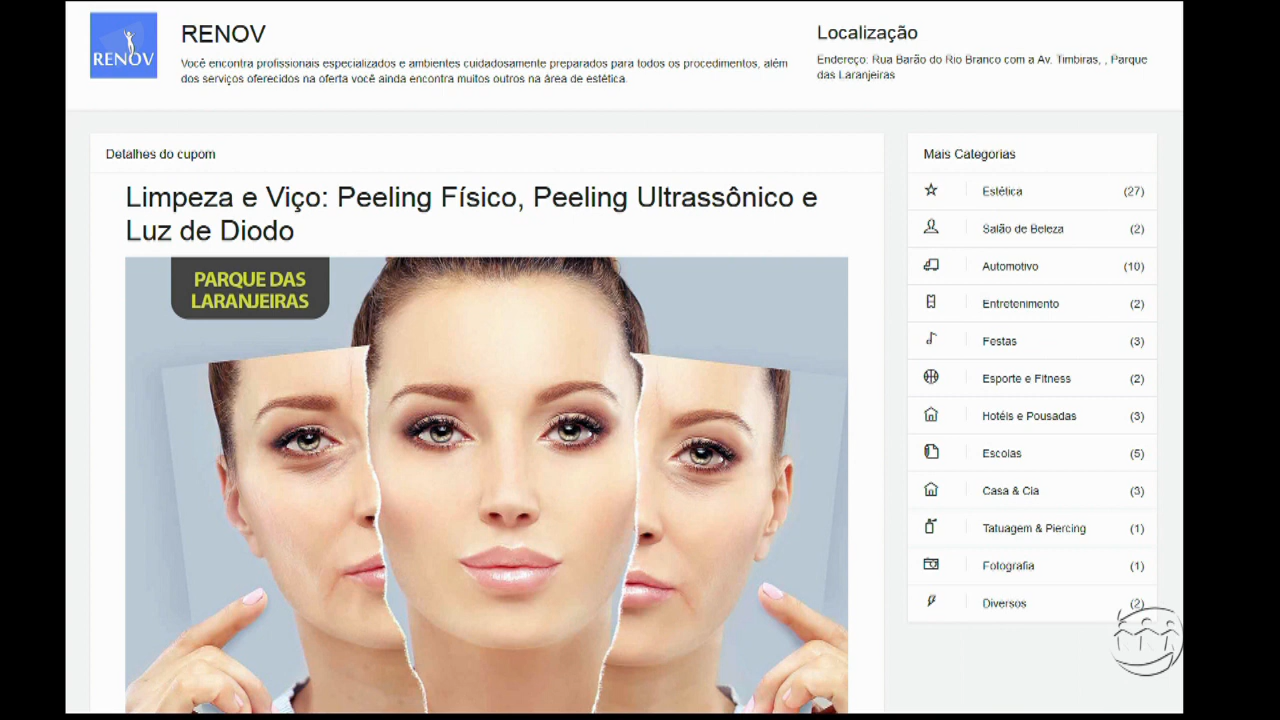 RENOV
RENOV
Você encontra profissionais especializados e ambientes cuidadosamente preparados para todos os procedimentos, além
dos serviços oferecidos na oferta você ainda encontra muitos outros na área de estética.
Localização
Endereço: Rua Barão do Rio Branco com a Av. Timbiras, , Parque
das Laranjeiras
Detalhes do cupom
Limpeza e Viço: Peeling Físico, Peeling Ultrassônico e
Luz de Diodo
PARQUE DAS
LARANJEIRAS
Mais Categorias
Estética (27)
Salão de Beleza (2)
Automotivo (10)
Entretenimento (2)
Festas (3)
Esporte e Fitness (2)
Hotéis e Pousadas (3)
Escolas (5)
Casa & Cia (3)
Tatuagem & Piercing (1)
Fotografia (1)
Diversos (2)